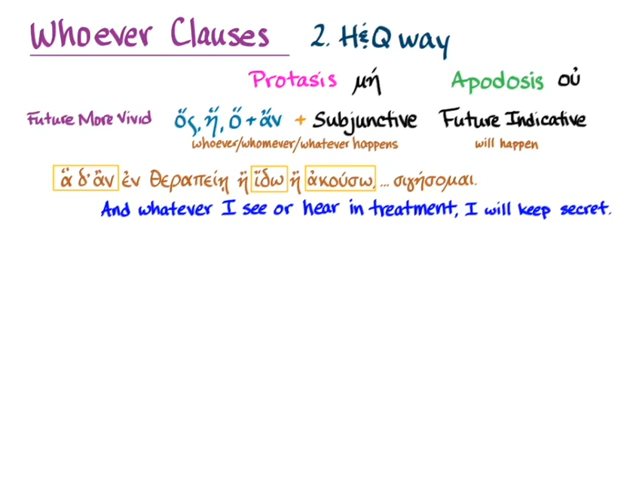 Whoever Clauses 2. H&Q way
Protasis μή Apodosis οὐ
Future More Vivid ὅς, ἥ, ὅ + ἄν + Subjunctive Future Indicative
whoever/whomever/whatever happens will happen
ἃ δ' ἂν ἐν θεραπείῃ ἢ ἴδω ἢ ἀκούσω, ... σιγήσομαι.
And whatever I see or hear in treatment, I will keep secret.